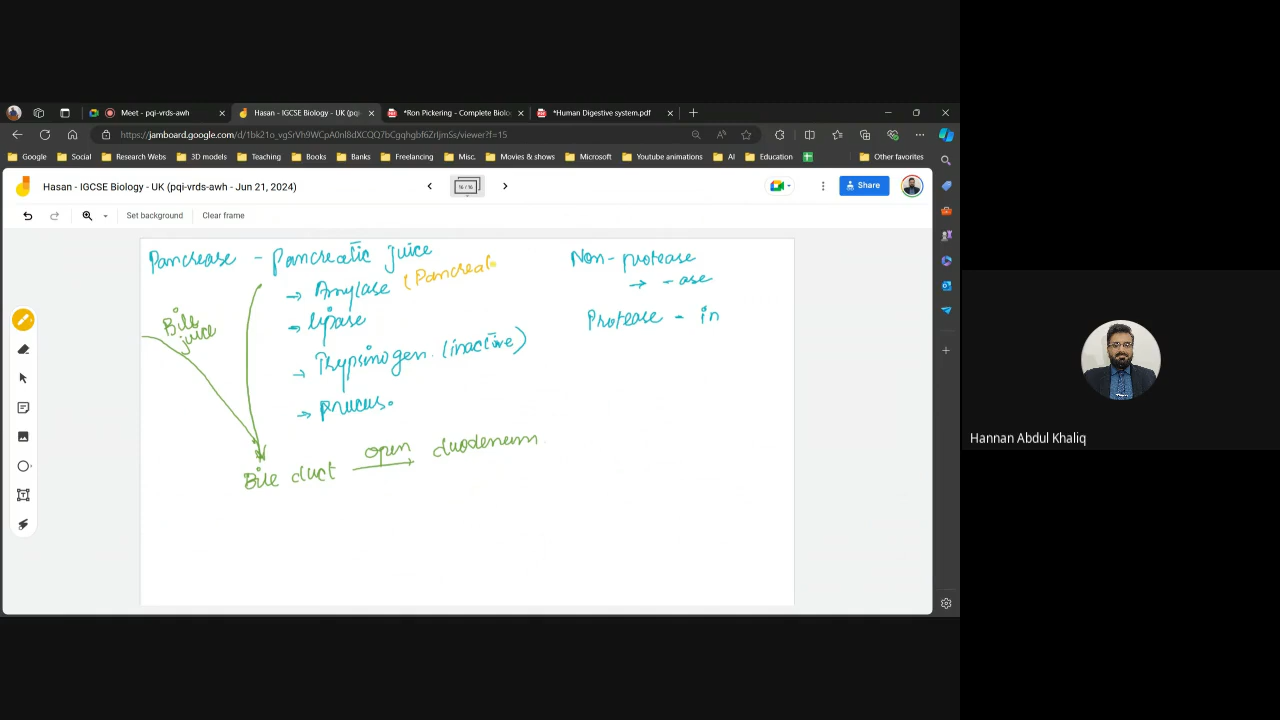 Meet - pqi-vrds-awh
Hasan - IGCSE Biology - UK (pqi
*Ron Pickering - Complete Biolo
*Human Digestive system.pdf
https://jamboard.google.com/d/1bk21o_vgSrVh9WCpA0nl8dXCQQ7bCgqhgbf6ZrIjmSs/viewer?f=15
Google
Social
Research Webs
3D models
Teaching
Books
Banks
Freelancing
Misc.
Movies & shows
Microsoft
Youtube animations
AI
Education
Other favorites
Hasan - IGCSE Biology - UK (pqi-vrds-awh - Jun 21, 2024)
16 / 16
Share
Set background
Clear frame
Pancrease - Pancreatic juice
→ Amylase (Pancreat
→ lipase
→ Trypsinogen. (inactive)
→ Mucus.
Bile juice
Bile duct open → duodenum
Non-protease
→ -ase
Protease - in
Hannan Abdul Khaliq